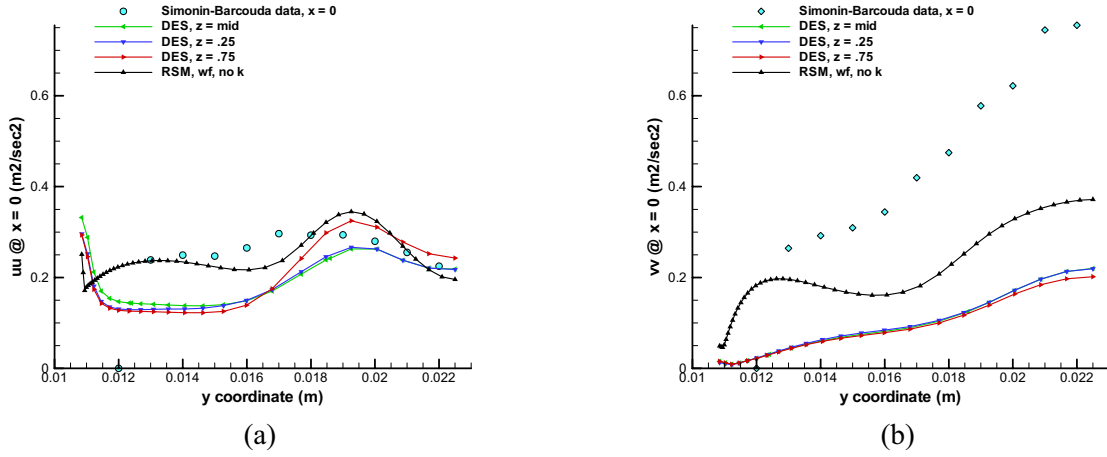 Simonin-Barcouda data, x = 0
DES, z = mid
DES, z = .25
DES, z = .75
RSM, wf, no k
uu @ x = 0 (m2/sec2)
0.6
0.4
0.2
0
0.01 0.012 0.014 0.016 0.018 0.02 0.022
y coordinate (m)
(a)
Simonin-Barcouda data, x = 0
DES, z = mid
DES, z = .25
DES, z = .75
RSM, wf, no k
vv @ x = 0 (m2/sec2)
0.6
0.4
0.2
0
0.01 0.012 0.014 0.016 0.018 0.02 0.022
y coordinate (m)
(b)